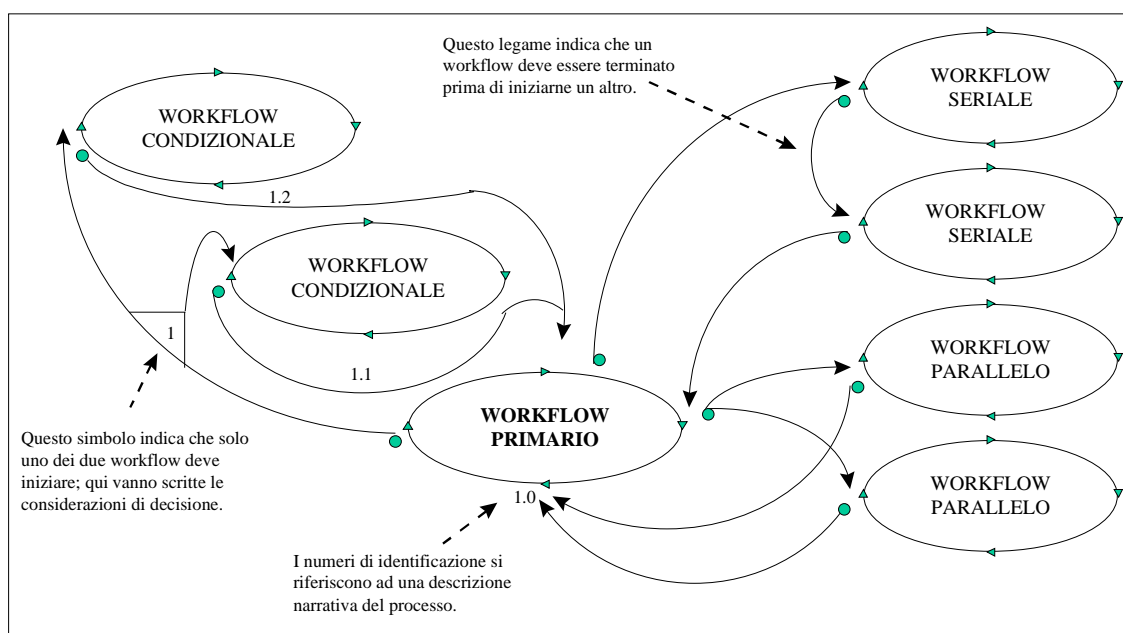 Questo legame indica che un
workflow deve essere terminato
prima di iniziarne un altro.
WORKFLOW
SERIALE
WORKFLOW
CONDIZIONALE
1.2
WORKFLOW
SERIALE
WORKFLOW
CONDIZIONALE
1
1.1
WORKFLOW
PARALLELO
WORKFLOW
PRIMARIO
1.0
Questo simbolo indica che solo
uno dei due workflow deve
iniziare; qui vanno scritte le
considerazioni di decisione.
WORKFLOW
PARALLELO
I numeri di identificazione si
riferiscono ad una descrizione
narrativa del processo.